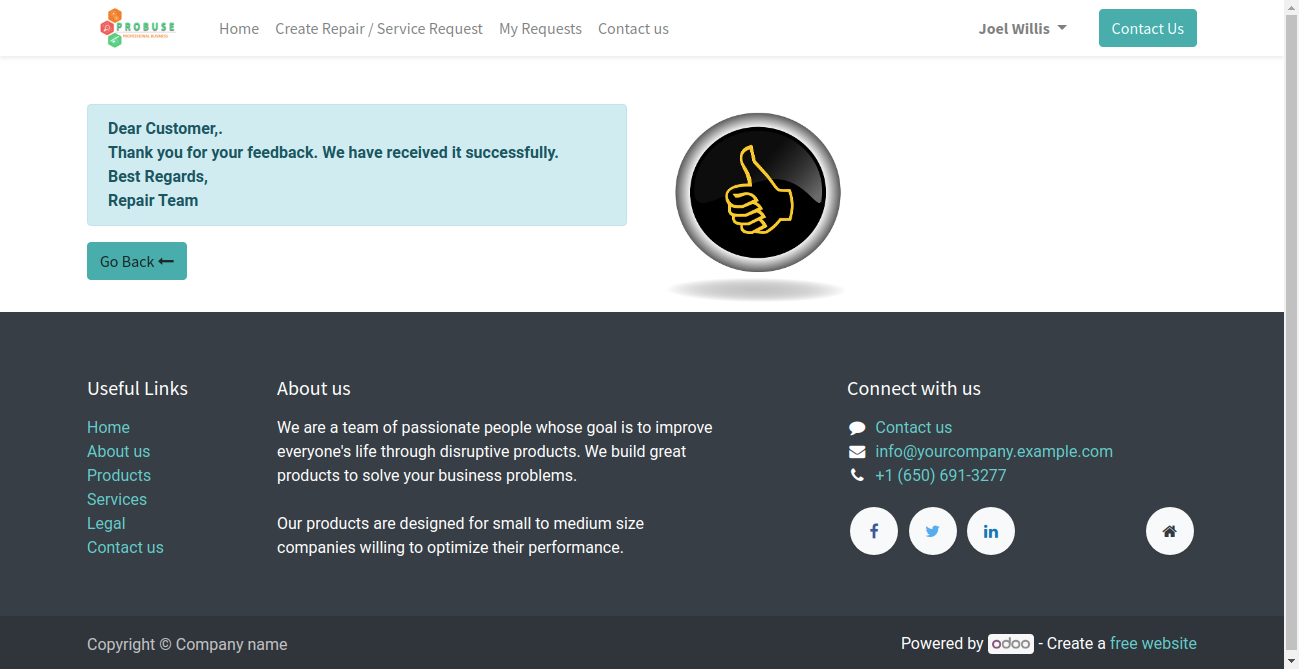 PROBUSE
PROFESSIONAL BUSINESS
Home Create Repair / Service Request My Requests Contact us Joel Willis Contact Us
Dear Customer,.
Thank you for your feedback. We have received it successfully.
Best Regards,
Repair Team
Go Back
Useful Links
Home
About us
Products
Services
Legal
Contact us
About us
We are a team of passionate people whose goal is to improve
everyone's life through disruptive products. We build great
products to solve your business problems.
Our products are designed for small to medium size
companies willing to optimize their performance.
Connect with us
Contact us
info@yourcompany.example.com
+1 (650) 691-3277
Copyright © Company name
Powered by odoo - Create a free website